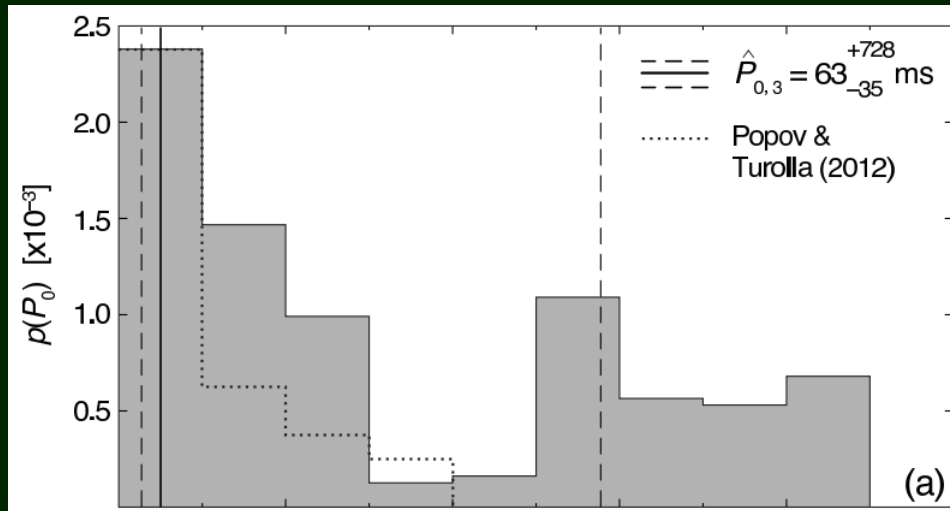 2.5
2.0
1.5
1.0
0.5
p(P₀) [x10⁻³]
P̂₀,₃ = 63₋₃₅⁺⁷²⁸ ms
Popov &
Turolla (2012)
(a)